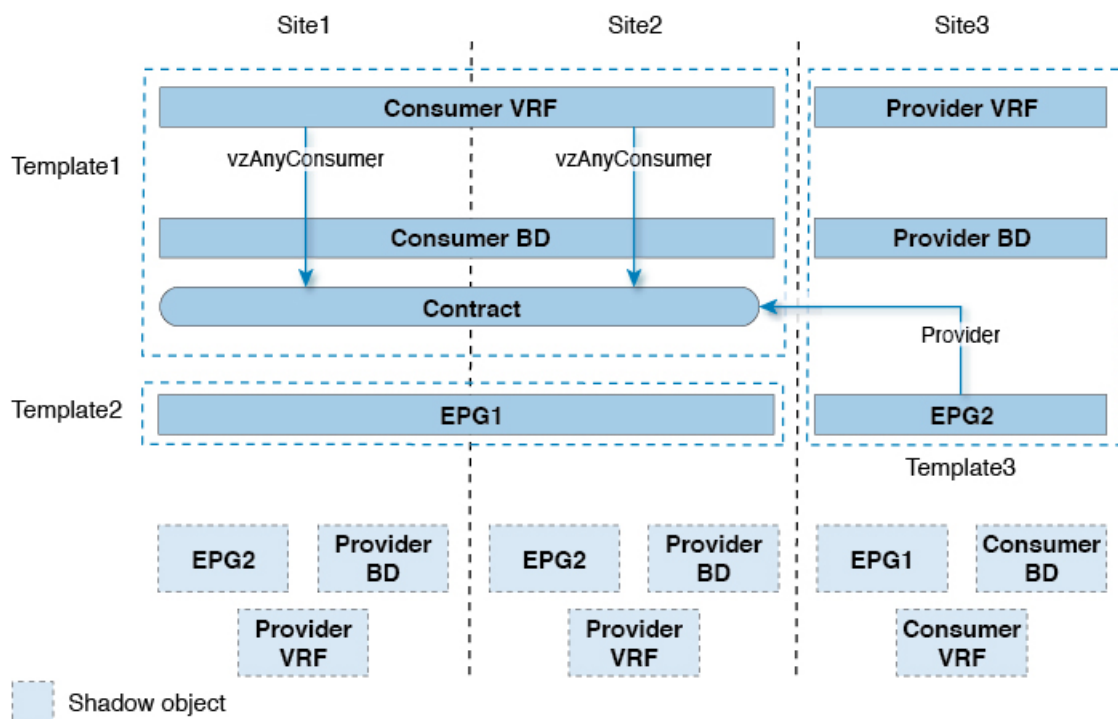 Site1 Site2 Site3
Consumer VRF Provider VRF
Template1
vzAnyConsumer vzAnyConsumer
Consumer BD Provider BD
Contract
Provider
Template2
EPG1 EPG2
Template3
EPG2 Provider BD EPG2 Provider BD EPG1 Consumer BD
Provider VRF Provider VRF Consumer VRF
Shadow object